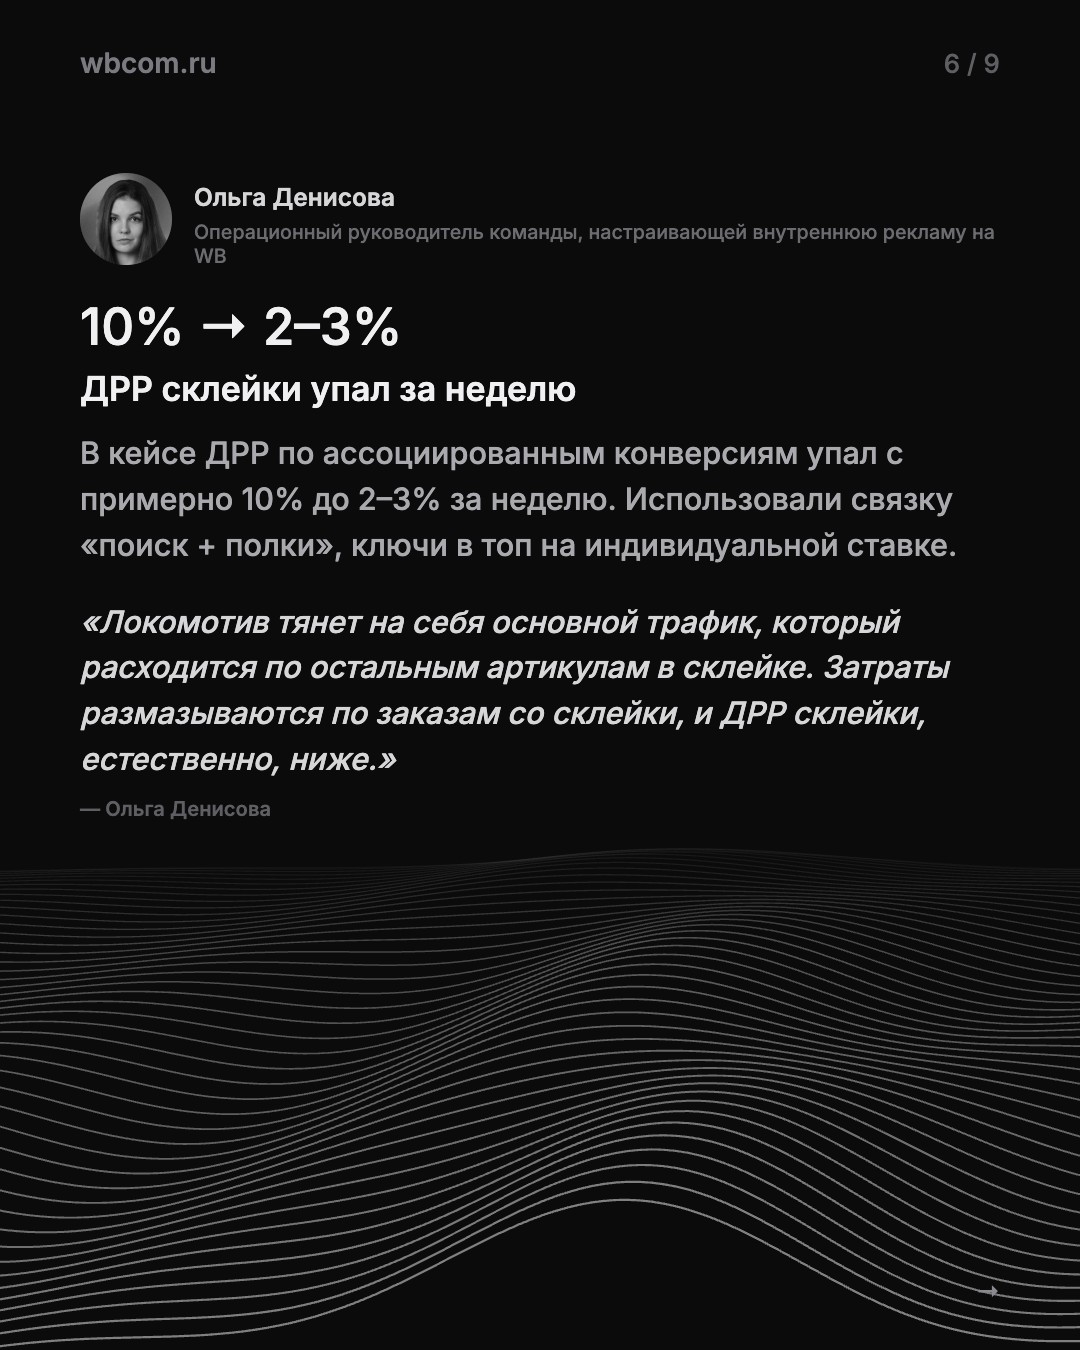 wbcom.ru
6 / 9
Ольга Денисова
Операционный руководитель команды, настраивающей внутреннюю рекламу на
WB
10% → 2–3%
ДРР склейки упал за неделю
В кейсе ДРР по ассоциированным конверсиям упал с
примерно 10% до 2–3% за неделю. Использовали связку
«поиск + полки», ключи в топ на индивидуальной ставке.
«Локомотив тянет на себя основной трафик, который
расходится по остальным артикулам в склейке. Затраты
размазываются по заказам со склейки, и ДРР склейки,
естественно, ниже.»
— Ольга Денисова
→